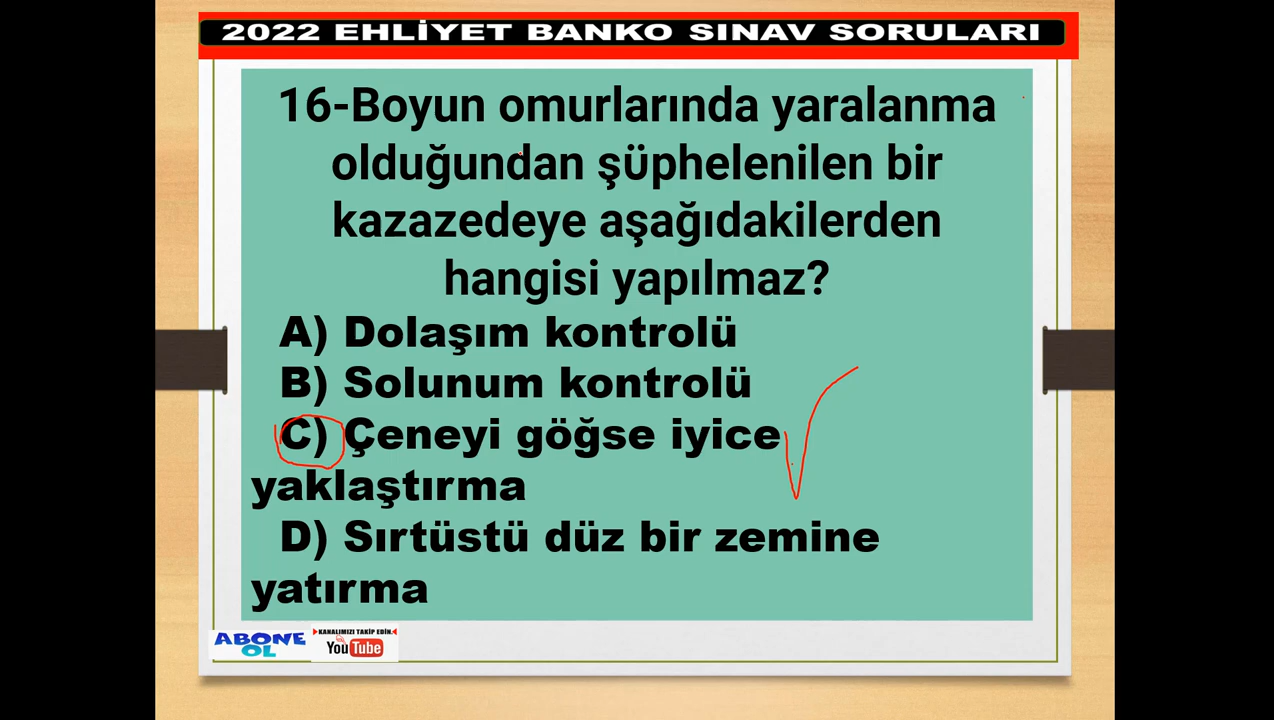 2022 EHLİYET BANKO SINAV SORULARI
16-Boyun omurlarında yaralanma
olduğundan şüphelenilen bir
kazazedeye aşağıdakilerden
hangisi yapılmaz?
A) Dolaşım kontrolü
B) Solunum kontrolü
C) Çeneyi göğse iyice
yaklaştırma
D) Sırtüstü düz bir zemine
yatırma
ABONE
OL
KANALIMIZI TAKİP EDİN.
YouTube